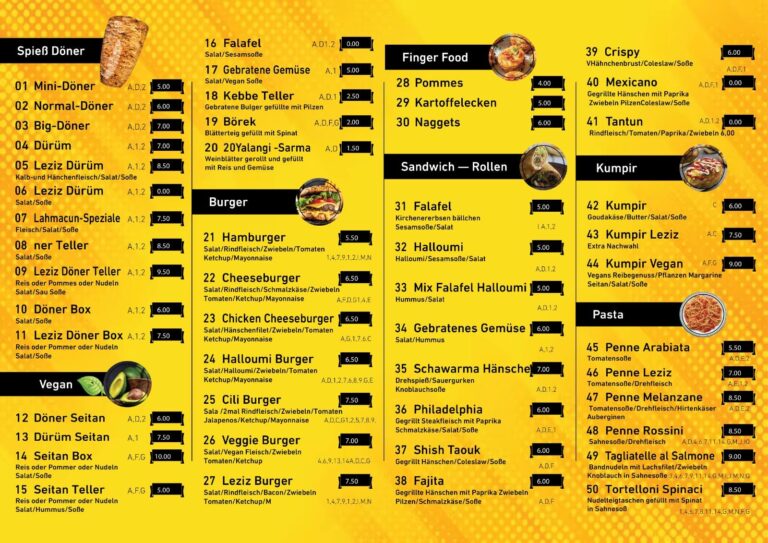 Spieß Döner
01 Mini-Döner A,D,2 5.00
02 Normal-Döner A,D,2 6.00
03 Big-Döner A,D,2 7.00
04 Dürüm A,1,2 7.00
05 Leziz Dürüm A,1,2 8.50
Kalb-und Hänchenfleisch/Salat/Soße
06 Leziz Dürüm A,1,2 0.00
Salat/Soße
07 Lahmacun-Speziale A,1,2 7.50
Fleisch/Salat/Soße
08 ner Teller A,1,2 8.50
Salat/Soße
09 Leziz Döner Teller A,1,2 9.50
Reis oder Pommes oder Nudeln
Salat/Sau Soße
10 Döner Box A,1,2 6.00
Salat/Soße
11 Leziz Döner Box A,1,2 7.50
Reis oder Pommer oder Nudeln
Salat/Soße
Vegan
12 Döner Seitan A,D,2 6.00
13 Dürüm Seitan A,1 7.50
14 Seitan Box A,F,G 10.00
Reis oder Pommer oder Nudeln
Salat/Soße
15 Seitan Teller A,F,G 5.00
Reis oder Pommer oder Nudeln
Salat/Hummus/Soße
16 Falafel A,D,1.2 0.00
Salat/Sesamsoße
17 Gebratene Gemüse A,1 5.00
Salat/Vegan Soße
18 Kebbe Teller A,D,1 2.50
Gebratene Bulger gefüllte mit Pilzen
19 Börek A,D,F,G 2.00
Blätterteig gefüllt mit Spinat
20 20Yalangi -Sarma A,D 1.50
Weinblätter gerollt und gefüllt
mit Reis und Gemüse
Burger
21 Hamburger 5.50
Salat/Rindfleisch/Zwiebeln/Tomaten
Ketchup/Mayonnaise 1,4,7,9,1,2,I,M,N
22 Cheeseburger 6.50
Salat/Rindfleisch/Schmalzkäse/Zwiebeln
Tomaten/Ketchup/Mayonnaise A,F,D,G1.4,E
23 Chicken Cheeseburger 6.50
Salat/Hänschenfilet/Zwiebeln/Tomaten
Ketchup/Mayonnaise A,G,1,7.6,C
24 Halloumi Burger 6.50
Salat/Halloumi/Zwiebeln/Tomaten
Ketchup/Mayonnaise A,D,1,2,7,6,8,9,G,E
25 Cili Burger 7.50
Sala /2mal Rindfleisch/Zwiebeln/Tomaten
Jalapenos/Ketchup/Mayonnaise A,D,C,G1,2,5,7,8,9.
26 Veggie Burger 7.00
Salat/Vegan Fleisch/Zwiebeln
Tomaten/Ketchup 4,6,9,13,14A,D,C,G
27 Leziz Burger 7.50
Salat/Rindfleisch/Bacon/Zwiebeln
Tomaten/Ketchup/M 1,4,7,9,1,2,I,M,N
Finger Food
28 Pommes 4.00
29 Kartoffelecken 5.00
30 Naggets 6.00
Sandwich — Rollen
31 Falafel 5.00
Kirchenererbsen bällchen
Sesamsoße/Salat I A,1,2
32 Halloumi 5.00
Halloumi/Sesamsoße/Salat
A,D,1,2
33 Mix Falafel Halloumi 5.00
Hummus/Salat
A,D,1,2
34 Gebratenes Gemüse 6.00
Salat/Hummus
A,1,2
35 Schawarma Hänsche 7.00
Drehspieß/Sauergurken
Knoblauchsoße A,D,1.2
36 Philadelphia 6.00
Gegrillt Steakfleisch mit Paprika
Schmalzkäse/Salat/Soße A,D,E,1
37 Shish Taouk 6.00
Gegrillt Hänschen/Coleslaw/Soße
A,D,F
38 Fajita 6.00
Gegrillte Hänschen mit Paprika Zwiebeln
Pilzen/Schmalzkäse/Soße A,D,F
39 Crispy 6.00
VHähnchenbrust/Coleslaw/Soße
A,D,F,1
40 Mexicano A,D,F,1 0.00
Gegrillte Hänschen mit Paprika
Zwiebeln PilzenColeslaw/Soße
41 Tantun A,D,1.2 0.00
Rindfleisch/Tomaten/Paprika/Zwiebeln 6,00
Kumpir
42 Kumpir C 6.00
Goudakäse/Butter/Salat/Soße
43 Kumpir Leziz A,C 7.50
Extra Nachwahl
44 Kumpir Vegan A,F,G 9.00
Vegans Reibegenuss/Pflanzen Margarine
Seitan/Salat/Soße
Pasta
45 Penne Arabiata 5.50
Tomatensoße A,D,E,2
46 Penne Leziz 7.00
Tomatensoße/Drehfleisch A,E,1.2
47 Penne Melanzane 8.50
Tomatensoße/Drehfleisch/Hirtenkäser A,D,E,2
Auberginen
48 Penne Rossini 8.50
Sahnesoße/Drehfleisch
49 Tagliatelle al Salmone 9.00
Bandnudeln mit Lachsfilet/Zwiebeln
Knoblauch in Sahnesoße
50 Tortelloni Spinaci 8.50
Nudelteigtaschen gefüllt mit Spinat
in Sahnesoß 1,4,6,7,8,11,14,G,M,N,F,G